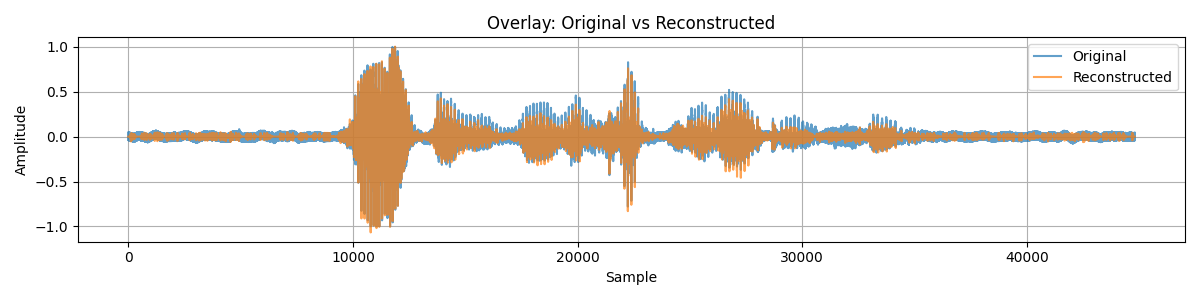 Overlay: Original vs Reconstructed
Original
Reconstructed
Amplitude
1.0
0.5
0.0
−0.5
−1.0
0
10000
20000
30000
40000
Sample